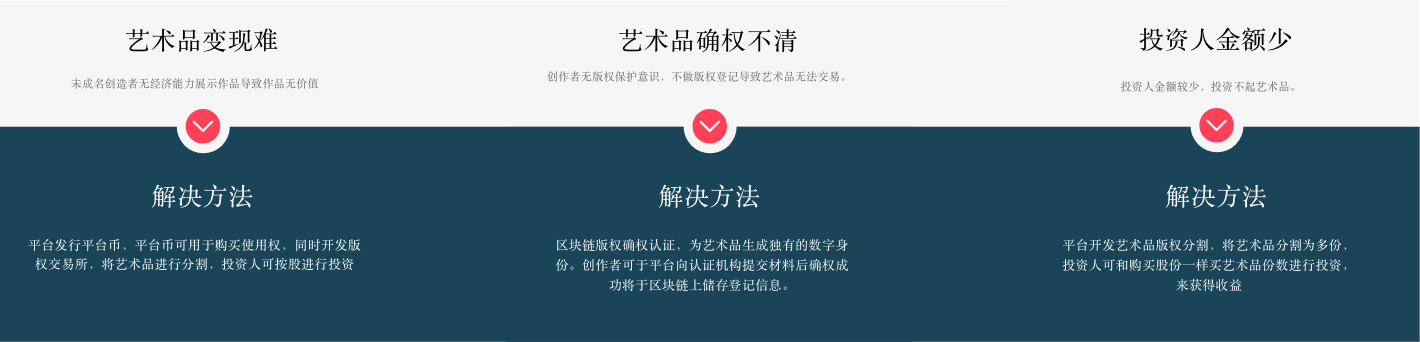 艺术品变现难
未成名创造者无经济能力展示作品导致作品无价值
解决方法
平台发行平台币，平台币可用于购买使用权，同时开发版
权交易所，将艺术品进行分割，投资人可按股进行投资
艺术品确权不清
创作者无版权保护意识，不做版权登记导致艺术品无法交易。
解决方法
区块链版权确权认证，为艺术品生成独有的数字身
份。创作者可于平台向认证机构提交材料后确权成
功将于区块链上储存登记信息。
投资人金额少
投资人金额较少，投资不起艺术品。
解决方法
平台开发艺术品版权分割，将艺术品分割为多份，
投资人可和购买股份一样买艺术品份数进行投资，
来获得收益